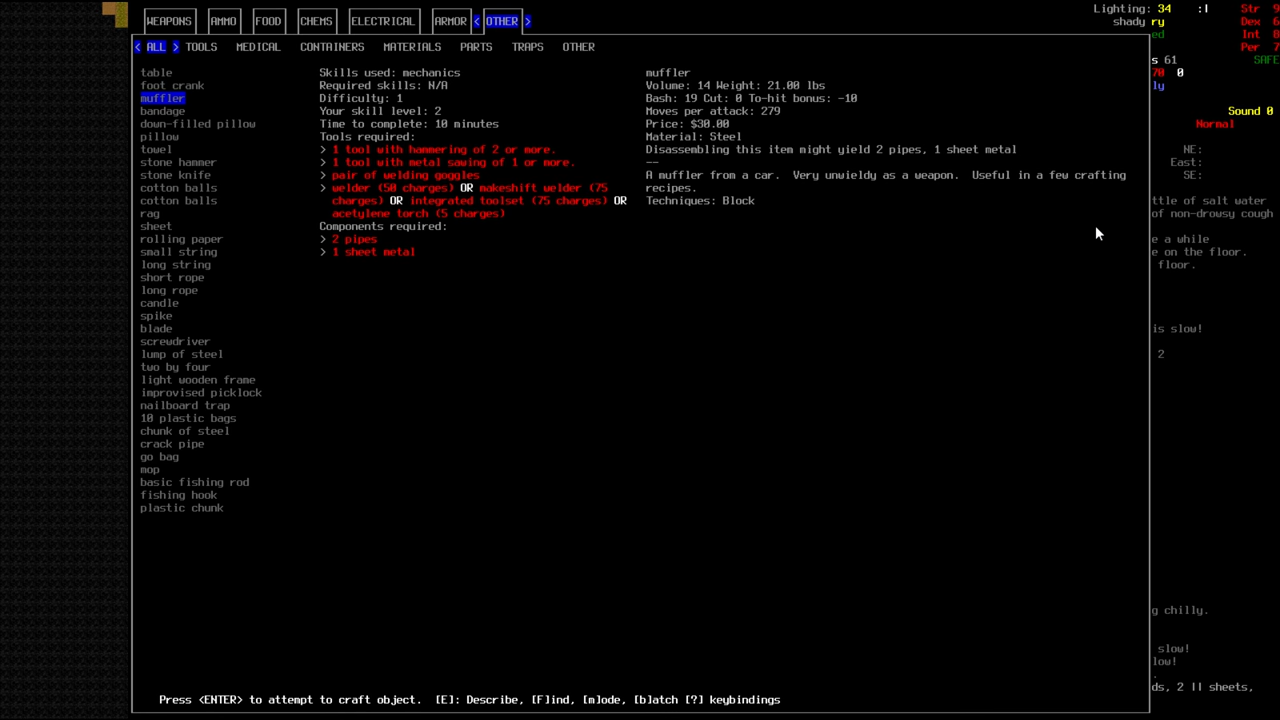 WEAPONS AMMO FOOD CHEMS ELECTRICAL ARMOR < OTHER >
Lighting: 34 :| Str 9
shady ry Dex 6
ed Int 8
Per 7
< ALL > TOOLS MEDICAL CONTAINERS MATERIALS PARTS TRAPS OTHER
s 61 SAFE
70 0
ly
Sound 0
Normal
NE:
East:
SE:
ttle of salt water
of non-drowsy cough
e a while
e on the floor.
floor.
is slow!
2
g chilly.
slow!
low!
.
ds, 2 || sheets,
table
foot crank
muffler
bandage
down-filled pillow
pillow
towel
stone hammer
stone knife
cotton balls
cotton balls
rag
sheet
rolling paper
small string
long string
short rope
long rope
candle
spike
blade
screwdriver
lump of steel
two by four
light wooden frame
improvised picklock
nailboard trap
10 plastic bags
chunk of steel
crack pipe
go bag
mop
basic fishing rod
fishing hook
plastic chunk
Skills used: mechanics
Required skills: N/A
Difficulty: 1
Your skill level: 2
Time to complete: 10 minutes
Tools required:
> 1 tool with hammering of 2 or more.
> 1 tool with metal sawing of 1 or more.
> pair of welding goggles
> welder (50 charges) OR makeshift welder (75
charges) OR integrated toolset (75 charges) OR
acetylene torch (5 charges)
Components required:
> 2 pipes
> 1 sheet metal
muffler
Volume: 14 Weight: 21.00 lbs
Bash: 19 Cut: 0 To-hit bonus: -10
Moves per attack: 279
Price: $30.00
Material: Steel
Disassembling this item might yield 2 pipes, 1 sheet metal
--
A muffler from a car. Very unwieldy as a weapon. Useful in a few crafting
recipes.
Techniques: Block
Press <ENTER> to attempt to craft object. [E]: Describe, [F]ind, [m]ode, [b]atch [?] keybindings